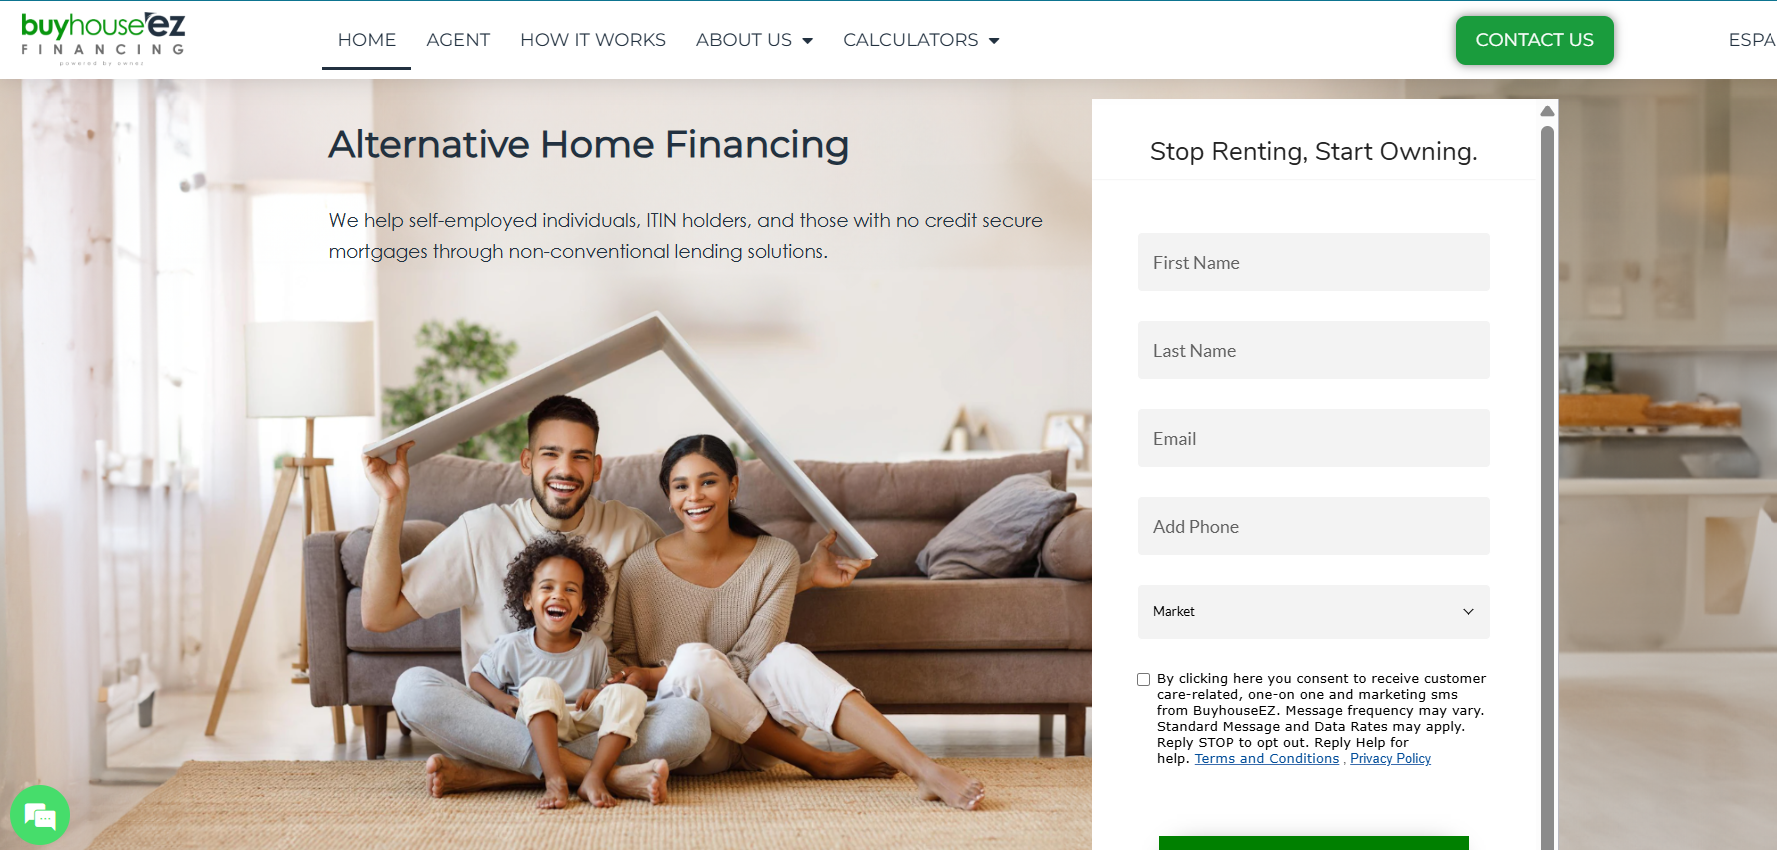 buyhouse EZ
FINANCING
powered by ownez
HOME
AGENT
HOW IT WORKS
ABOUT US
CALCULATORS
CONTACT US
ESPA
Alternative Home Financing
We help self-employed individuals, ITIN holders, and those with no credit secure
mortgages through non-conventional lending solutions.
Stop Renting, Start Owning.
First Name
Last Name
Email
Add Phone
Market
By clicking here you consent to receive customer
care-related, one-on one and marketing sms
from BuyhouseEZ. Message frequency may vary.
Standard Message and Data Rates may apply.
Reply STOP to opt out. Reply Help for
help. Terms and Conditions , Privacy Policy